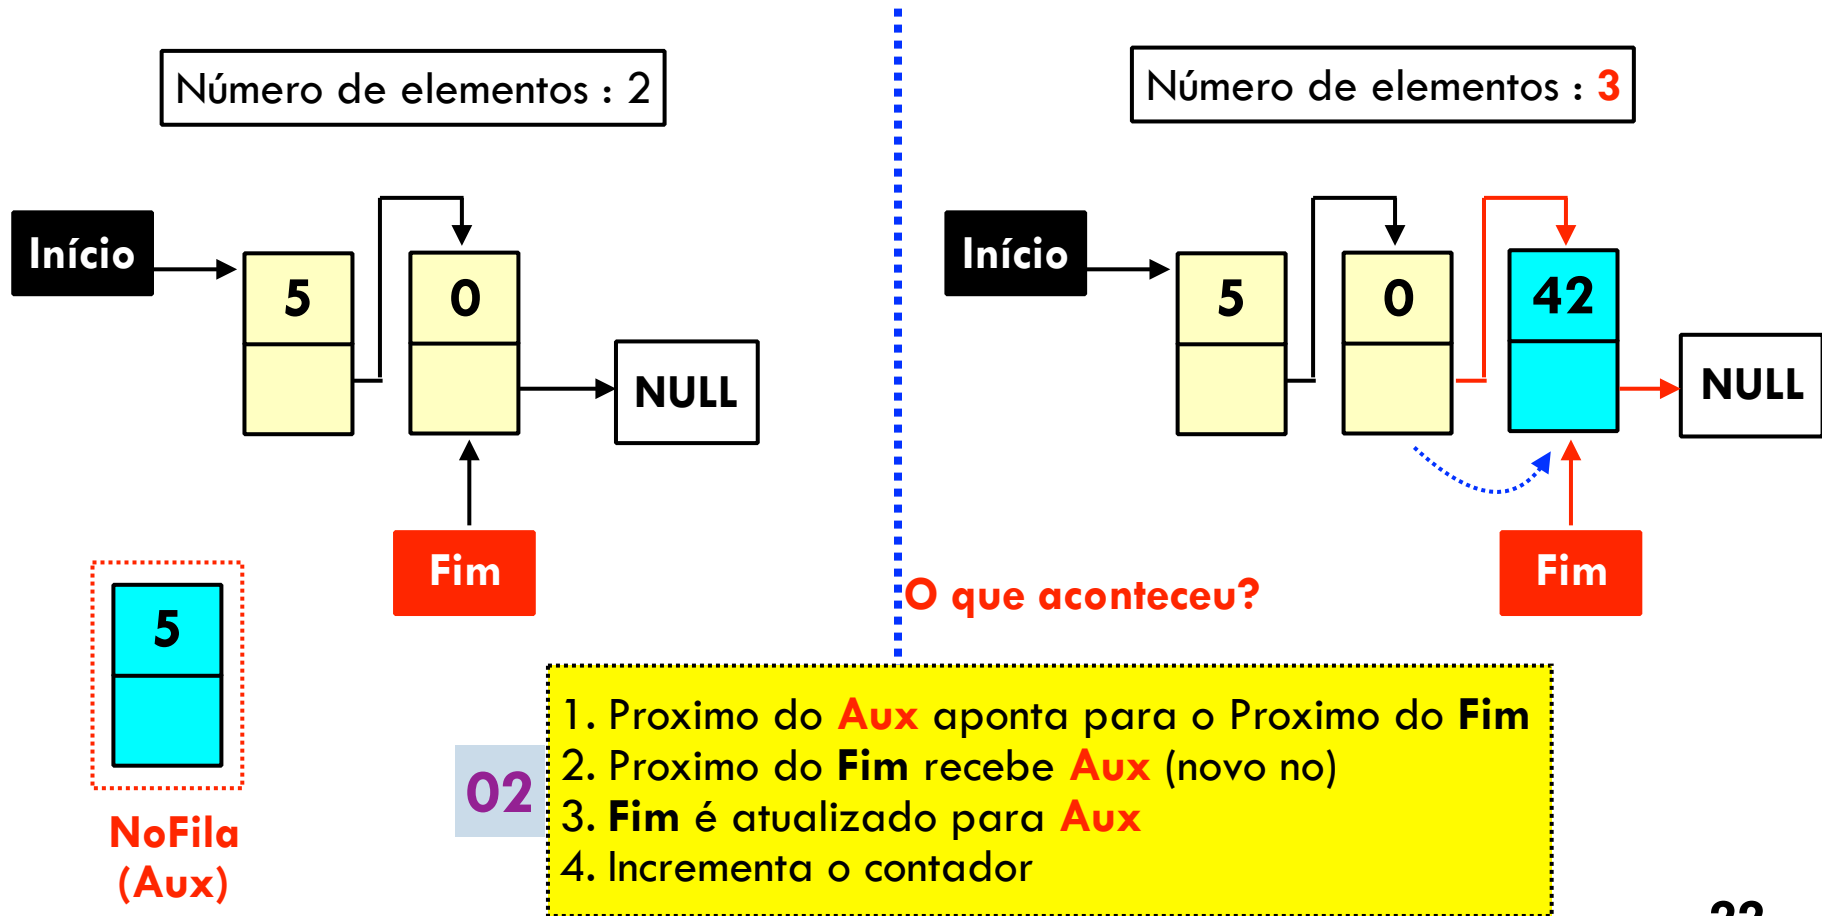 Número de elementos : 2
Número de elementos : 3
Início
5
0
NULL
Fim
Início
5
0
42
NULL
Fim
5
NoFila
(Aux)
O que aconteceu?
02
1. Proximo do Aux aponta para o Proximo do Fim
2. Proximo do Fim recebe Aux (novo no)
3. Fim é atualizado para Aux
4. Incrementa o contador